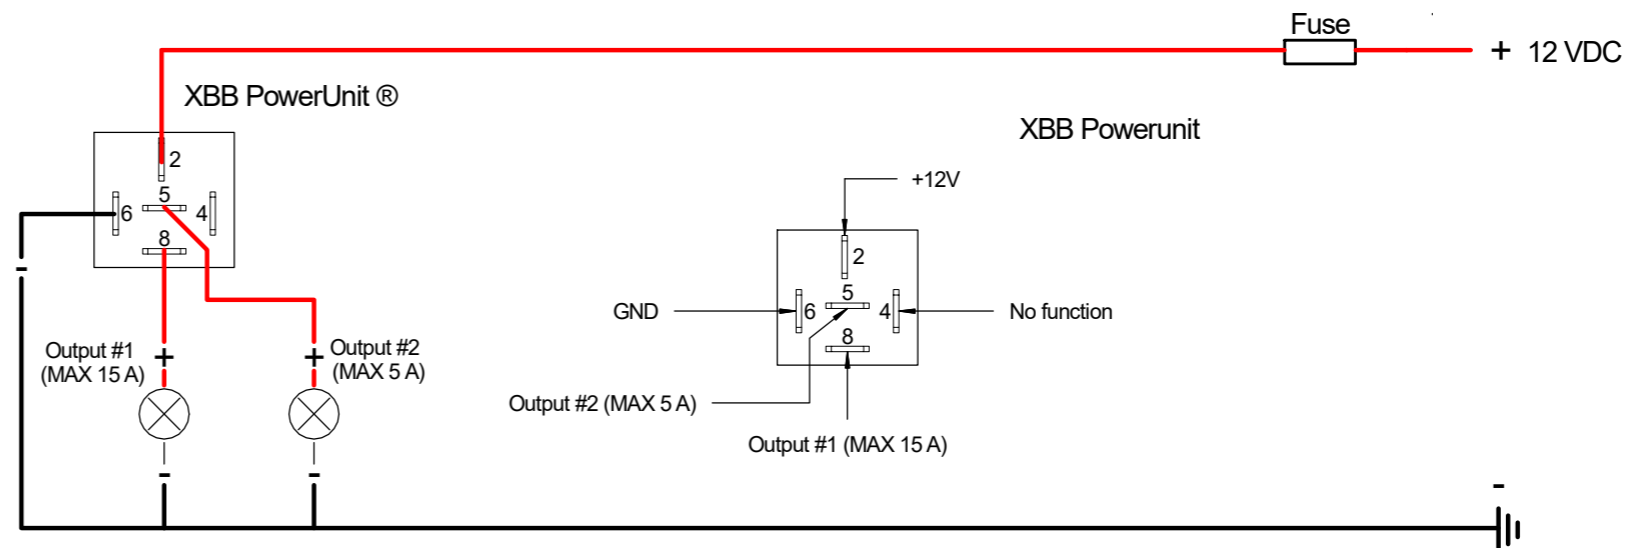 Fuse
+ 12 VDC
XBB PowerUnit ®
XBB Powerunit
2
5
6
4
8
-
+12V
2
5
6
4
8
GND
No function
Output #1
(MAX 15 A)
+
+
Output #2
(MAX 5 A)
Output #2 (MAX 5 A)
Output #1 (MAX 15 A)
-
-
-